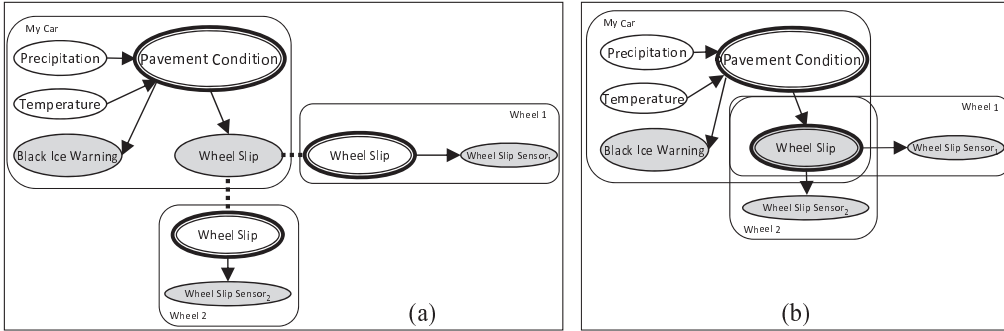 My Car
Precipitation
Pavement Condition
Temperature
Black Ice Warning
Wheel Slip
Wheel 1
Wheel Slip
Wheel Slip Sensor1
Wheel Slip
Wheel Slip Sensor2
Wheel 2
(a)
My Car
Precipitation
Pavement Condition
Temperature
Wheel 1
Black Ice Warning
Wheel Slip
Wheel Slip Sensor1
Wheel Slip Sensor2
Wheel 2
(b)